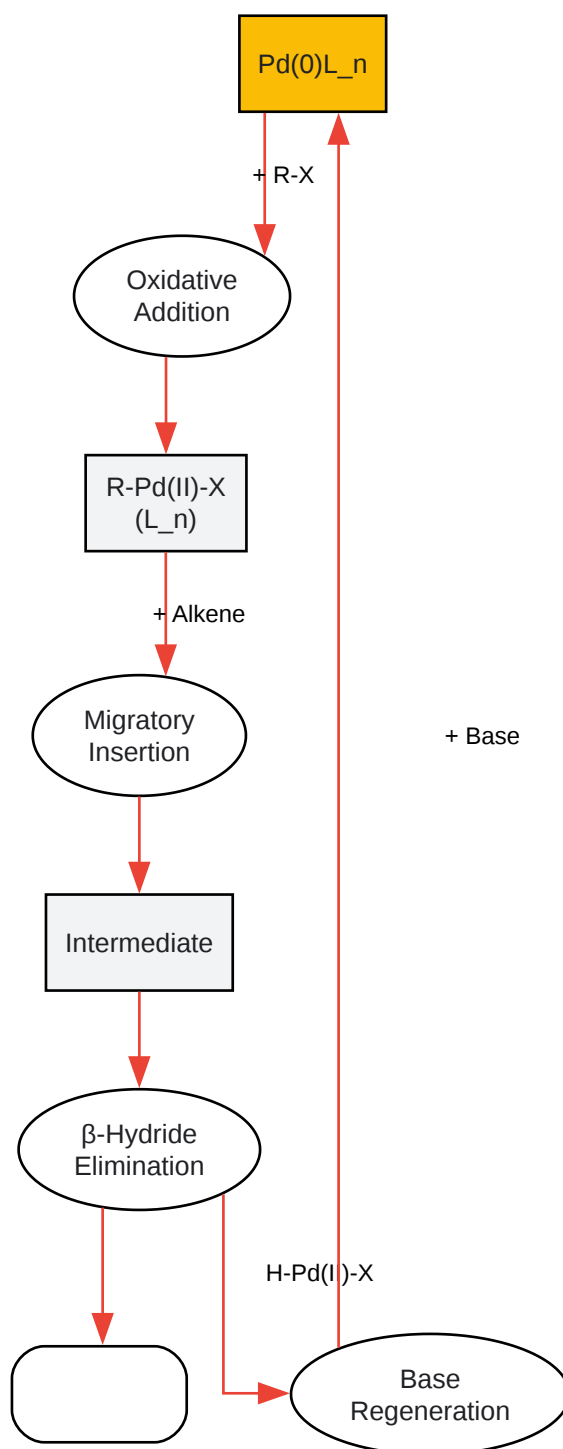 Pd(0)L_n
+ R-X
Oxidative
Addition
R-Pd(II)-X
(L_n)
+ Alkene
Migratory
Insertion
+ Base
Intermediate
β-Hydride
Elimination
H-Pd(II)-X
Base
Regeneration